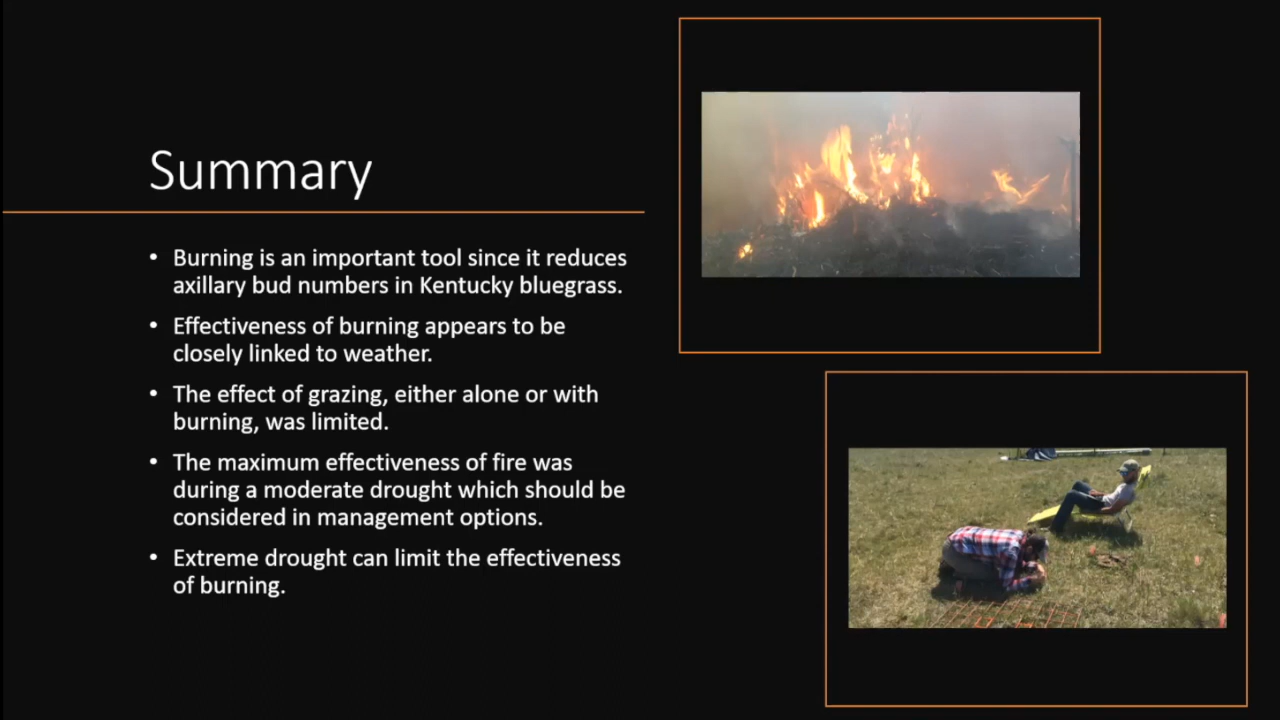 Summary
• Burning is an important tool since it reduces
axillary bud numbers in Kentucky bluegrass.
• Effectiveness of burning appears to be
closely linked to weather.
• The effect of grazing, either alone or with
burning, was limited.
• The maximum effectiveness of fire was
during a moderate drought which should be
considered in management options.
• Extreme drought can limit the effectiveness
of burning.